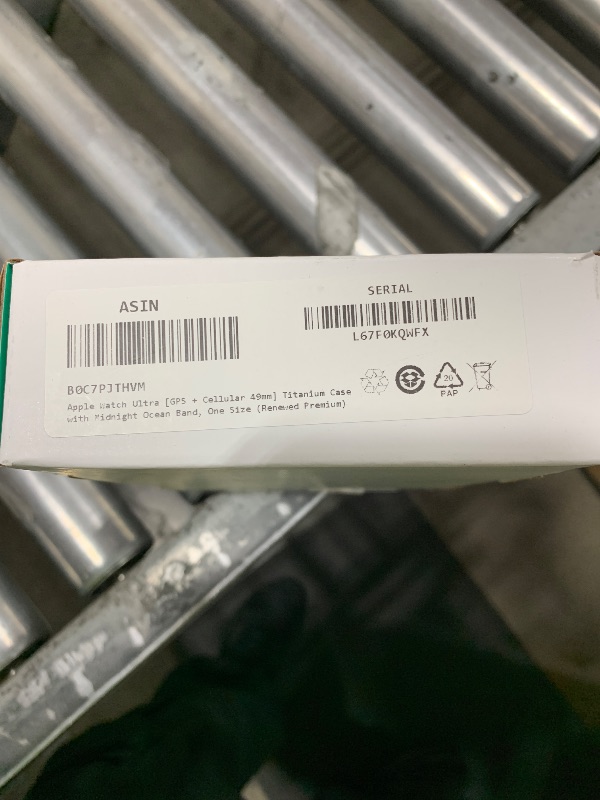 ASIN
SERIAL
L67F0KQWFX
B0C7PJTHVM
Apple Watch Ultra [GPS + Cellular 49mm] Titanium Case
with Midnight Ocean Band, One Size (Renewed Premium)
20
PAP